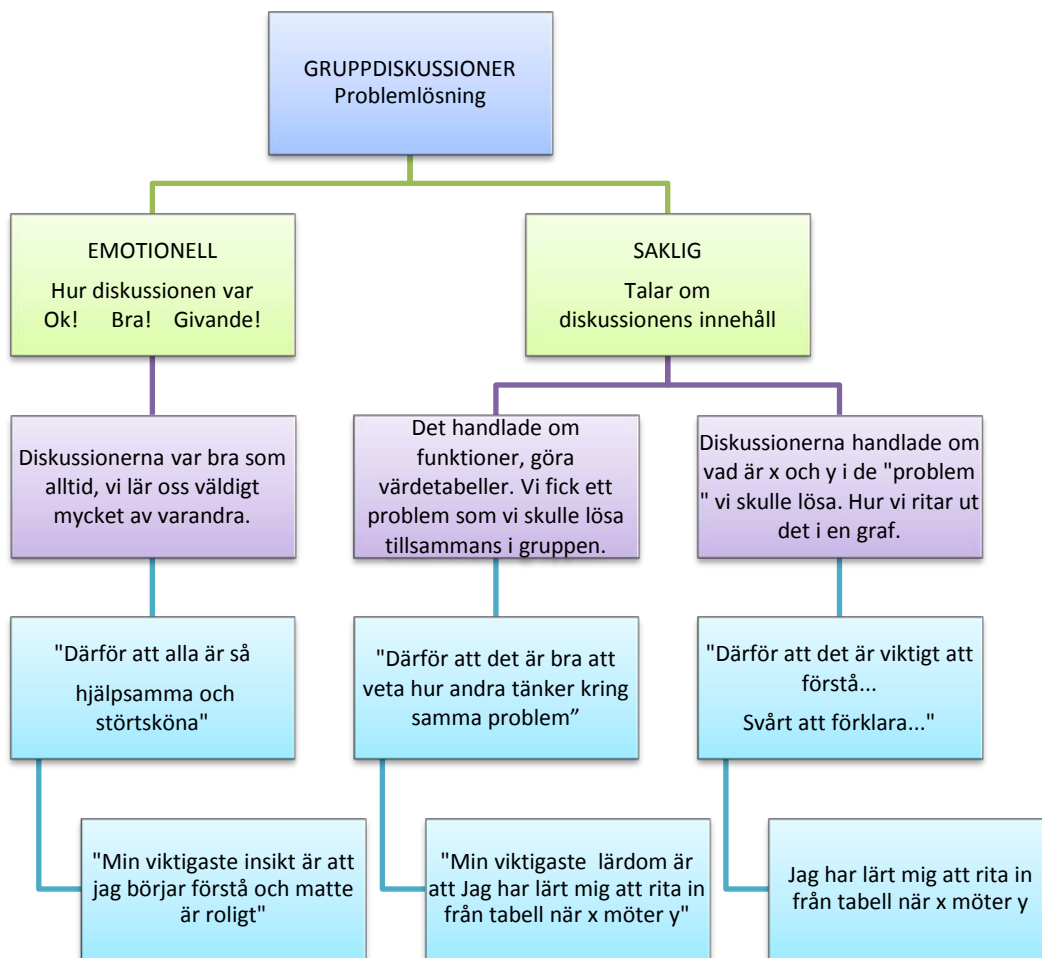 GRUPPDISKUSSIONER
Problemlösning
EMOTIONELL
Hur diskussionen var
Ok! Bra! Givande!
SAKLIG
Talar om
diskussionens innehåll
Diskussionerna var bra som
alltid, vi lär oss väldigt
mycket av varandra.
Det handlade om
funktioner, göra
värdetabeller. Vi fick ett
problem som vi skulle lösa
tillsammans i gruppen.
Diskussionerna handlade om
vad är x och y i de "problem
" vi skulle lösa. Hur vi ritar ut
det i en graf.
"Därför att alla är så
hjälpsamma och
störtsköna"
"Därför att det är bra att
veta hur andra tänker kring
samma problem”
"Därför att det är viktigt att
förstå...
Svårt att förklara..."
"Min viktigaste insikt är att
jag börjar förstå och matte
är roligt"
"Min viktigaste lärdom är
att Jag har lärt mig att rita in
från tabell när x möter y"
Jag har lärt mig att rita in
från tabell när x möter y